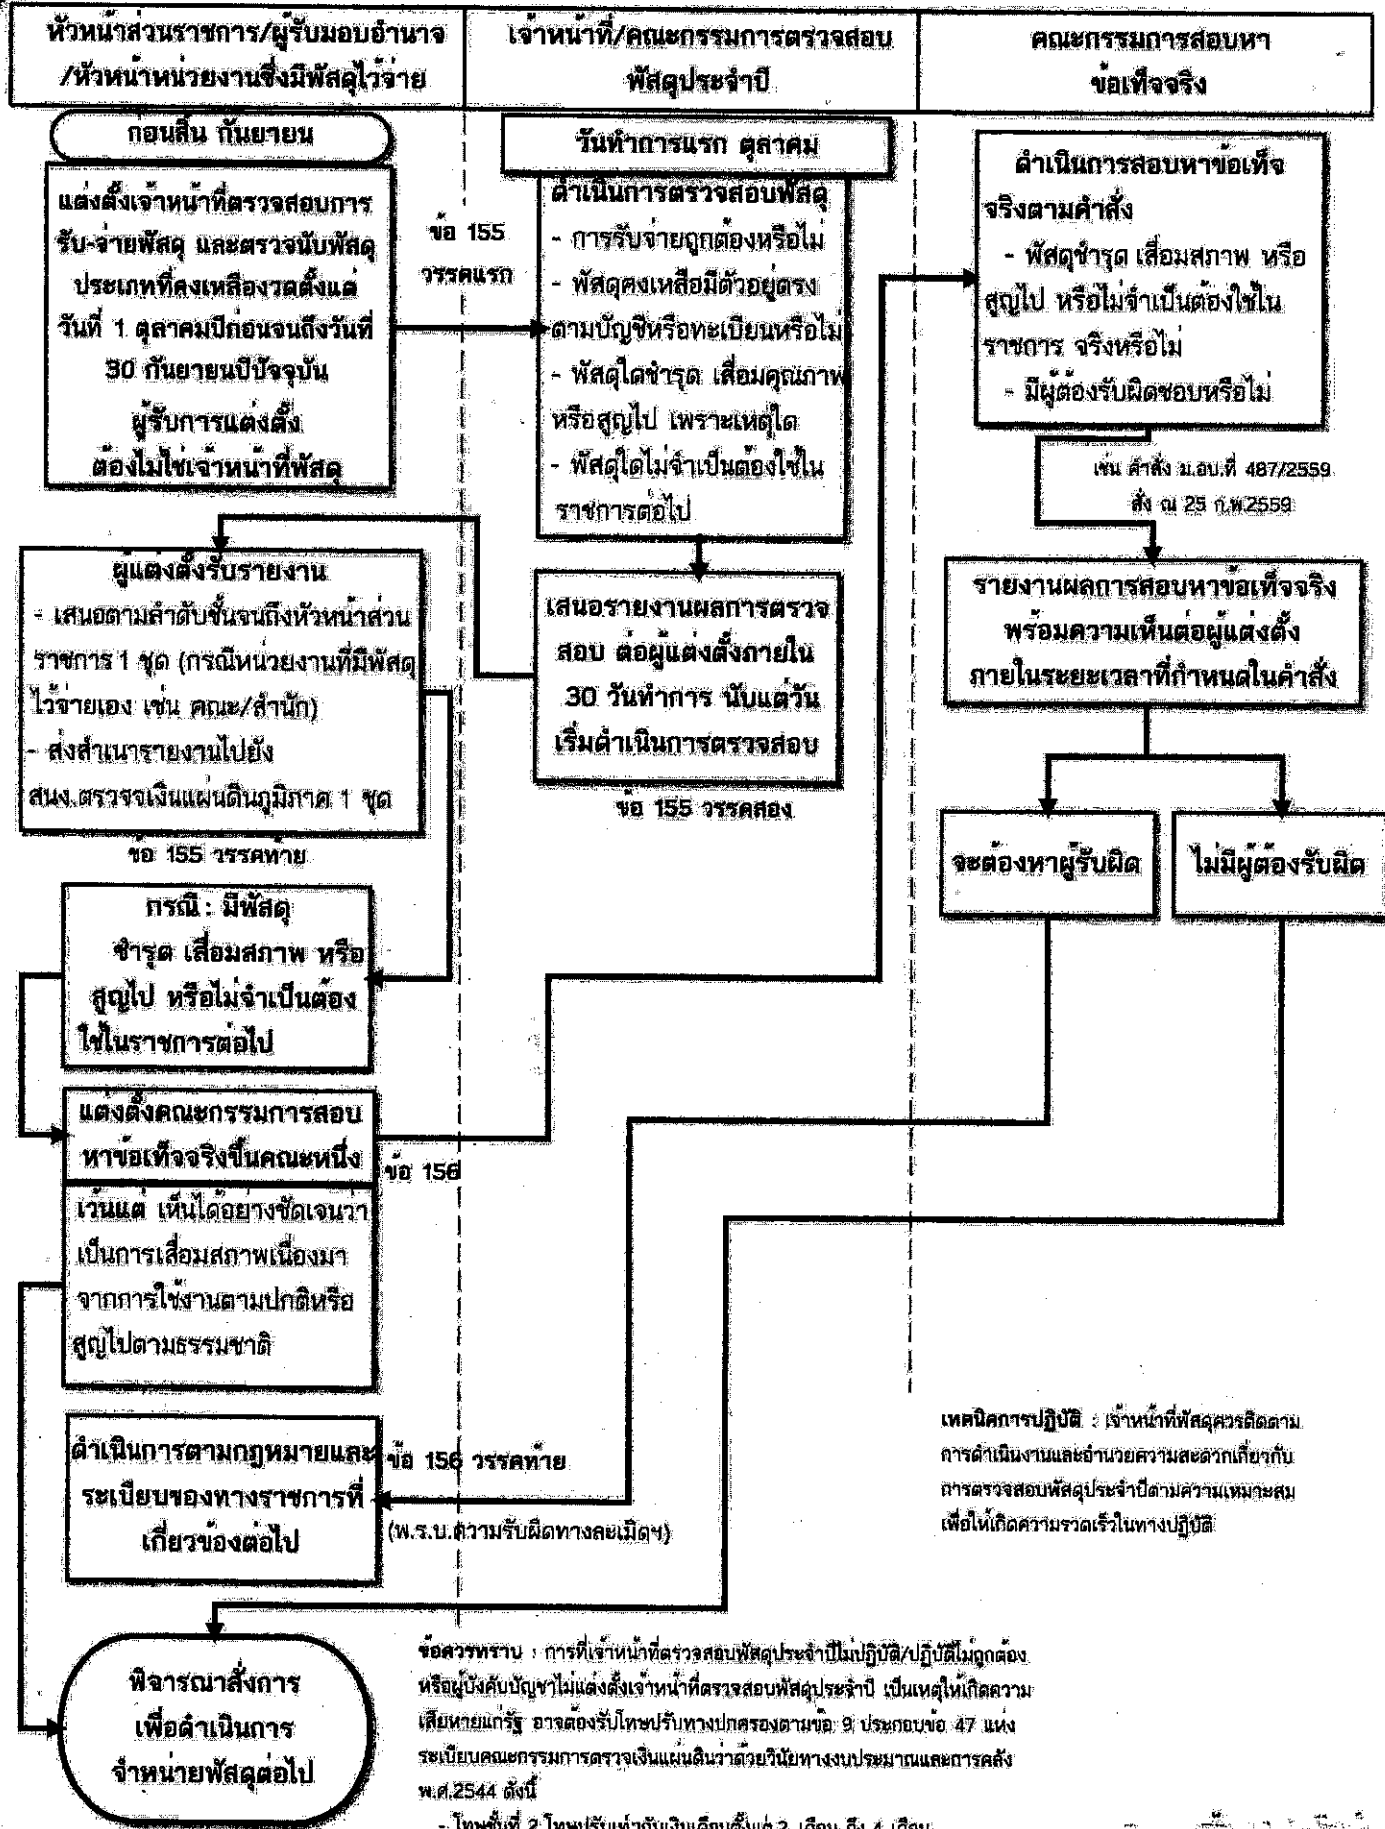 หัวหน้าส่วนราชการ/ผู้รับมอบอำนาจ
/หัวหน้าหน่วยงานซึ่งมีพัสดุไว้จ่าย
เจ้าหน้าที่/คณะกรรมการตรวจสอบ
พัสดุประจำปี
คณะกรรมการสอบหา
ข้อเท็จจริง
ก่อนสิ้น กันยายน
แต่งตั้งเจ้าหน้าที่ตรวจสอบการ
รับ-จ่ายพัสดุ และตรวจนับพัสดุ
ประเภทที่คงเหลืองวดตั้งแต่
วันที่ 1 ตุลาคมปีก่อนจนถึงวันที่
30 กันยายนปีปัจจุบัน
ผู้รับการแต่งตั้ง
ต้องไม่ใช่เจ้าหน้าที่พัสดุ
ข้อ 155
วรรคแรก
วันทำการแรก ตุลาคม
ดำเนินการตรวจสอบพัสดุ
- การรับจ่ายถูกต้องหรือไม่
- พัสดุคงเหลือมีตัวอยู่ตรง
ตามบัญชีหรือทะเบียนหรือไม่
- พัสดุใดชำรุด เสื่อมคุณภาพ
หรือสูญไป เพราะเหตุใด
- พัสดุใดไม่จำเป็นต้องใช้ใน
ราชการต่อไป
ดำเนินการสอบหาข้อเท็จ
จริงตามคำสั่ง
- พัสดุชำรุด เสื่อมสภาพ หรือ
สูญไป หรือไม่จำเป็นต้องใช้ใน
ราชการ จริงหรือไม่
- มีผู้ต้องรับผิดชอบหรือไม่
เช่น คำสั่ง ม.อบ.ที่ 487/2559
สั่ง ณ 25 ก.พ.2559
ผู้แต่งตั้งรับรายงาน
- เสนอตามลำดับชั้นจนถึงหัวหน้าส่วน
ราชการ 1 ชุด (กรณีหน่วยงานที่มีพัสดุ
ไว้จ่ายเอง เช่น คณะ/สำนัก)
- ส่งสำเนารายงานไปยัง
สนง.ตรวจเงินแผ่นดินภูมิภาค 1 ชุด
ข้อ 155 วรรคท้าย
เสนอรายงานผลการตรวจ
สอบ ต่อผู้แต่งตั้งภายใน
30 วันทำการ นับแต่วัน
เริ่มดำเนินการตรวจสอบ
ข้อ 155 วรรคสอง
รายงานผลการสอบหาข้อเท็จจริง
พร้อมความเห็นต่อผู้แต่งตั้ง
ภายในระยะเวลาที่กำหนดในคำสั่ง
จะต้องหาผู้รับผิด
ไม่มีผู้ต้องรับผิด
กรณี : มีพัสดุ
ชำรุด เสื่อมสภาพ หรือ
สูญไป หรือไม่จำเป็นต้อง
ใช้ในราชการต่อไป
แต่งตั้งคณะกรรมการสอบ
หาข้อเท็จจริงขึ้นคณะหนึ่ง
ข้อ 156
เว้นแต่ เห็นได้อย่างชัดเจนว่า
เป็นการเสื่อมสภาพเนื่องมา
จากการใช้งานตามปกติหรือ
สูญไปตามธรรมชาติ
ดำเนินการตามกฎหมายและ
ระเบียบของทางราชการที่
เกี่ยวข้องต่อไป
ข้อ 156 วรรคท้าย
(พ.ร.บ.ความรับผิดทางละเมิดฯ)
เทคนิคการปฏิบัติ : เจ้าหน้าที่พัสดุควรติดตาม
การดำเนินงานและอำนวยความสะดวกเกี่ยวกับ
การตรวจสอบพัสดุประจำปีตามความเหมาะสม
เพื่อให้เกิดความรวดเร็วในทางปฏิบัติ
พิจารณาสั่งการ
เพื่อดำเนินการ
จำหน่ายพัสดุต่อไป
ข้อควรทราบ : การที่เจ้าหน้าที่ตรวจสอบพัสดุประจำปีไม่ปฏิบัติ/ปฏิบัติไม่ถูกต้อง
หรือผู้บังคับบัญชาไม่แต่งตั้งเจ้าหน้าที่ตรวจสอบพัสดุประจำปี เป็นเหตุให้เกิดความ
เสียหายแก่รัฐ อาจต้องรับโทษปรับทางปกครองตามข้อ 9 ประกอบข้อ 47 แห่ง
ระเบียบคณะกรรมการตรวจเงินแผ่นดินว่าด้วยวินัยทางงบประมาณและการคลัง
พ.ศ.2544 ดังนี้
- โทษชั้นที่ 2 โทษปรับเท่ากับเงินเดือนตั้งแต่ 2 เดือน ถึง 4 เดือน